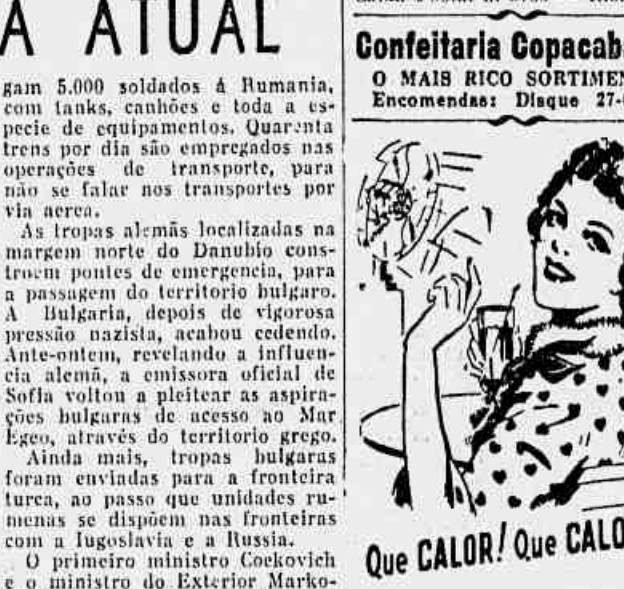 A ATUAL
gam 5.000 soldados á Rumania,
com tanks, canhões e toda a es-
pecie de equipamentos. Quarenta
trens por dia são empregados nas
operações de transporte, para
não se falar nos transportes por
via aerea.
As tropas alemãs localizadas na
margem norte do Danubio cons-
troem pontes de emergencia, para
a passagem do territorio bulgaro.
A Bulgaria, depois de vigorosa
pressão nazista, acabou cedendo.
Ante-ontem, revelando a influen-
cia alemã, a emissora oficial de
Sofia voltou a pleitear as aspira-
ções bulgaras de acesso ao Mar
Egeo, através do territorio grego.
Ainda mais, tropas bulgaras
foram enviadas para a fronteira
turca, ao passo que unidades ru-
menas se dispõem nas fronteiras
com a Iugoslavia e a Russia.
O primeiro ministro Coekovich
e o ministro do Exterior Marko-
Confeitaria Copacab
O MAIS RICO SORTIMEN
Encomendas: Disque 27-
Que CALOR! Que CALO